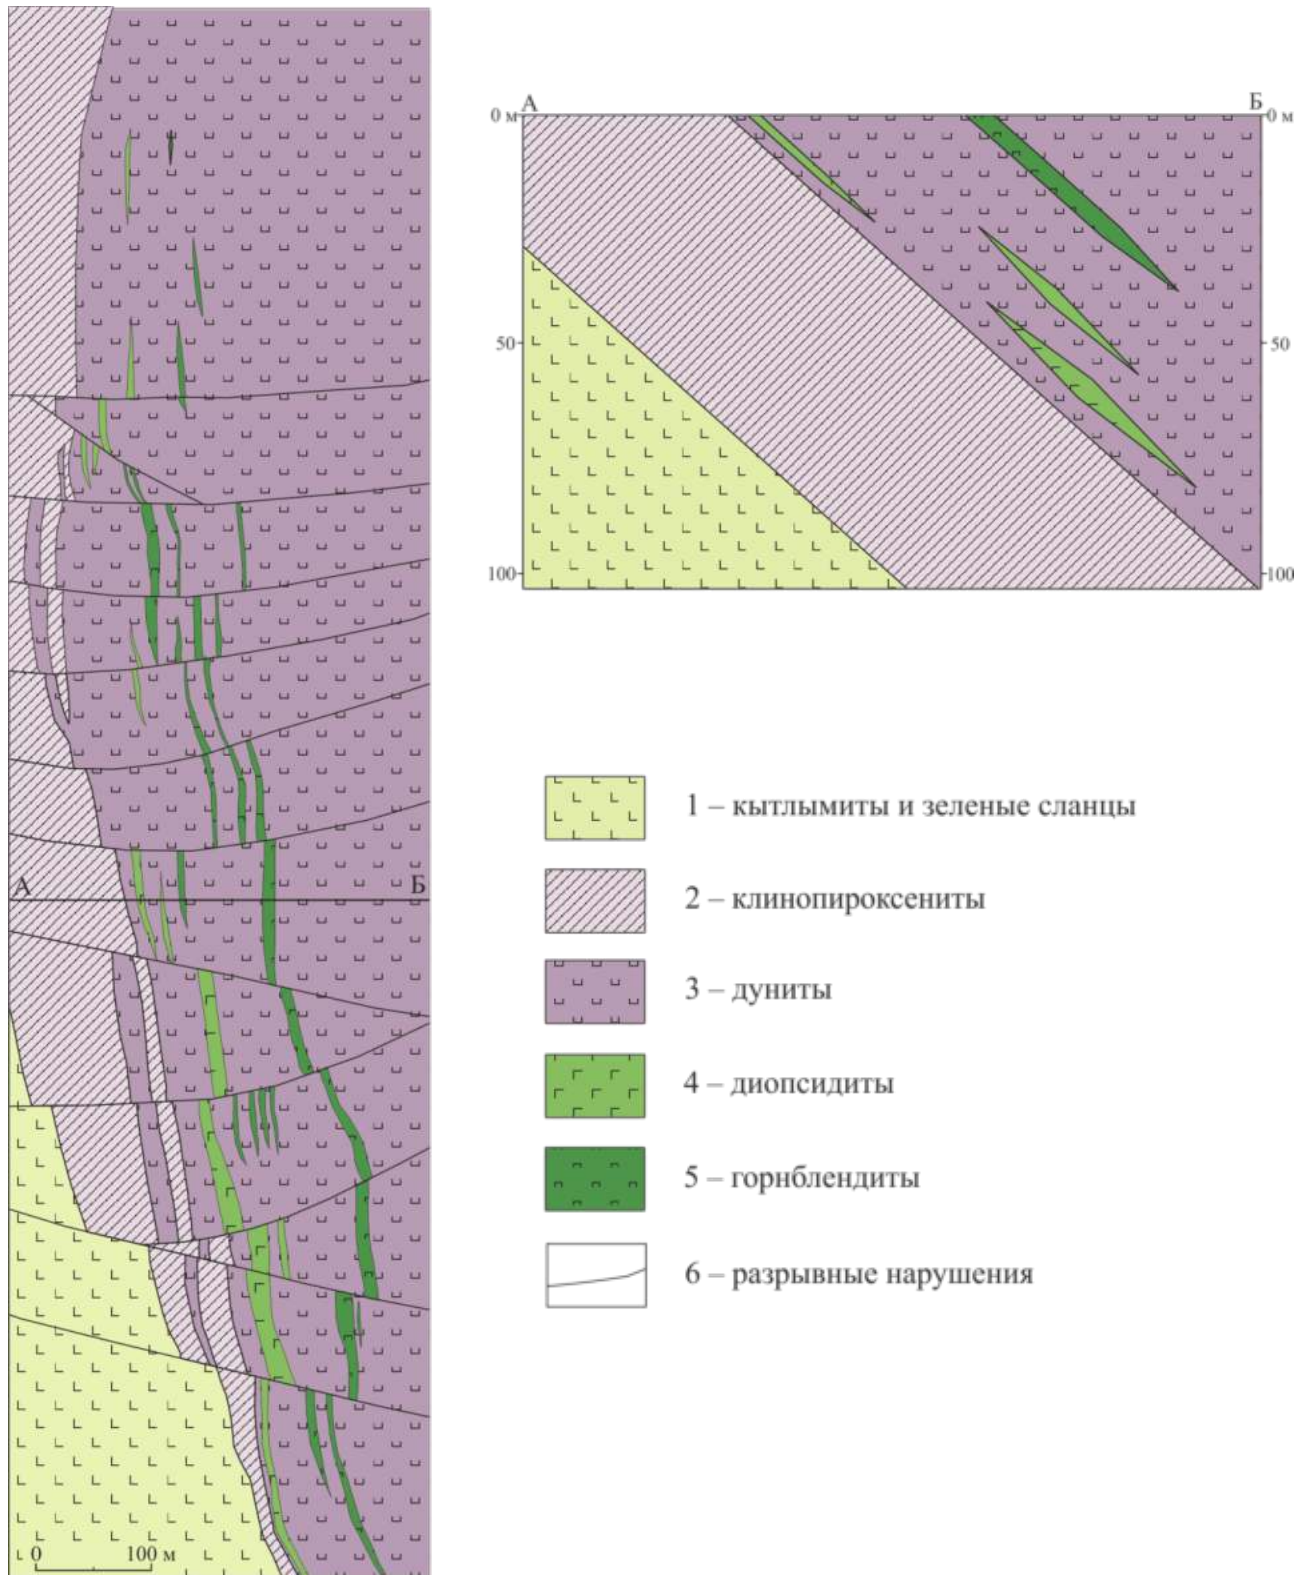 А Б
0 м 0 м
50 50
100 100
1 – кытлымиты и зеленые сланцы
2 – клинопироксениты
3 – дуниты
4 – диопсидиты
5 – горнблендиты
6 – разрывные нарушения
А Б
0 100 м